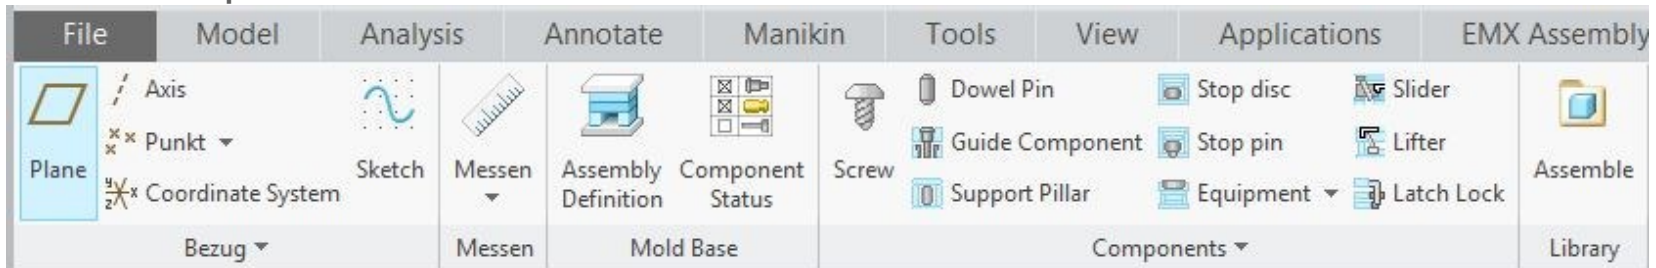 File Model Analysis Annotate Manikin Tools View Applications EMX Assembly
Axis
Punkt
Coordinate System
Plane
Sketch
Messen
Assembly
Definition
Component
Status
Screw
Dowel Pin
Guide Component
Support Pillar
Stop disc
Stop pin
Equipment
Slider
Lifter
Latch Lock
Assemble
Bezug Messen Mold Base Components Library